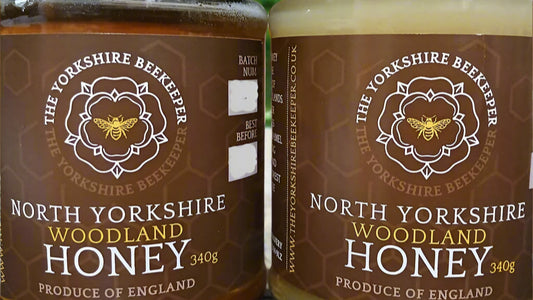 THE YORKSHIRE BEEKEEPER
THE YORKSHIRE BEEKEEPER
NORTH YORKSHIRE
WOODLAND
HONEY 340g
PRODUCE OF ENGLAND
BATCH
BEST
BEFORE
WWW.THEYORKSHIREBEEKEEPER.CO.UK
THE YORKSHIRE BEEKEEPER
THE YORKSHIRE BEEKEEPER
NORTH YORKSHIRE
WOODLAND
HONEY 340g
PRODUCE OF ENGLAND